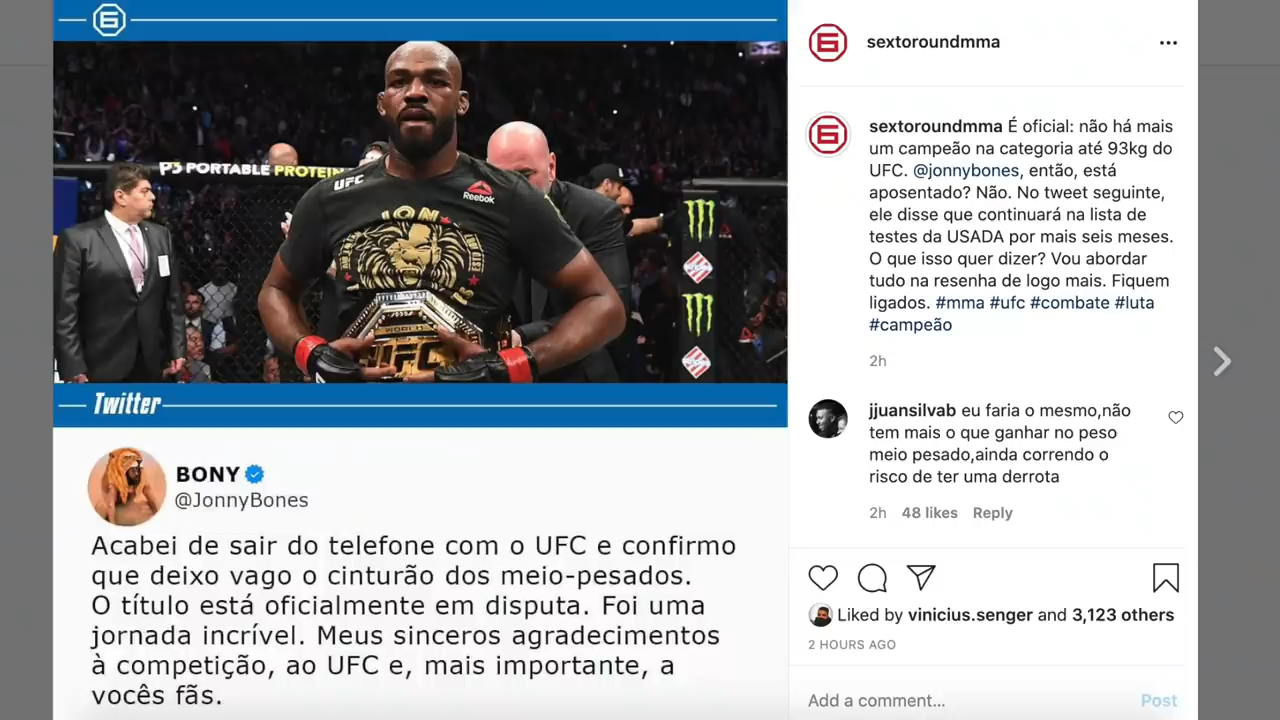 6
P3 PORTABLE PROTEIN
UFC
Reebok
JON
UFC
Twitter
BONY
@JonnyBones
Acabei de sair do telefone com o UFC e confirmo
que deixo vago o cinturão dos meio-pesados.
O título está oficialmente em disputa. Foi uma
jornada incrível. Meus sinceros agradecimentos
à competição, ao UFC e, mais importante, a
vocês fãs.
6 sextoroundmma
6 sextoroundmma É oficial: não há mais
um campeão na categoria até 93kg do
UFC. @jonnybones, então, está
aposentado? Não. No tweet seguinte,
ele disse que continuará na lista de
testes da USADA por mais seis meses.
O que isso quer dizer? Vou abordar
tudo na resenha de logo mais. Fiquem
ligados. #mma #ufc #combate #luta
#campeão
2h
jjuansilvab eu faria o mesmo,não
tem mais o que ganhar no peso
meio pesado,ainda correndo o
risco de ter uma derrota
2h 48 likes Reply
Liked by vinicius.senger and 3,123 others
2 HOURS AGO
Add a comment... Post